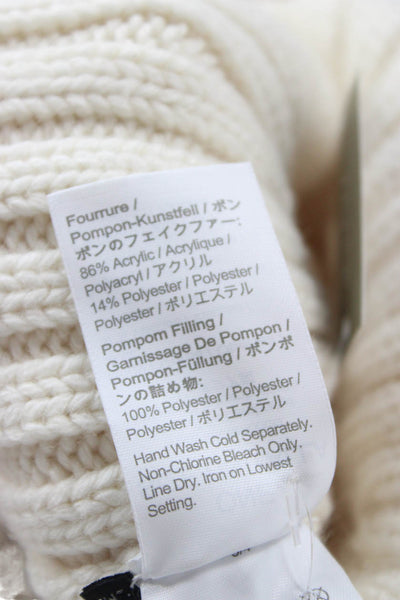 Fourrure /
Pompon-Kunstfell / ポン
ポンのフェイクファー:
86% Acrylic / Acrylique /
Polyacryl / アクリル
14% Polyester / Polyester /
Polyester / ポリエステル
Pompom Filling /
Garnissage De Pompon /
Pompon-Füllung / ポンポ
ンの詰め物:
100% Polyester / Polyester /
Polyester / ポリエステル
Hand Wash Cold Separately.
Non-Chlorine Bleach Only.
Line Dry. Iron on Lowest
Setting.